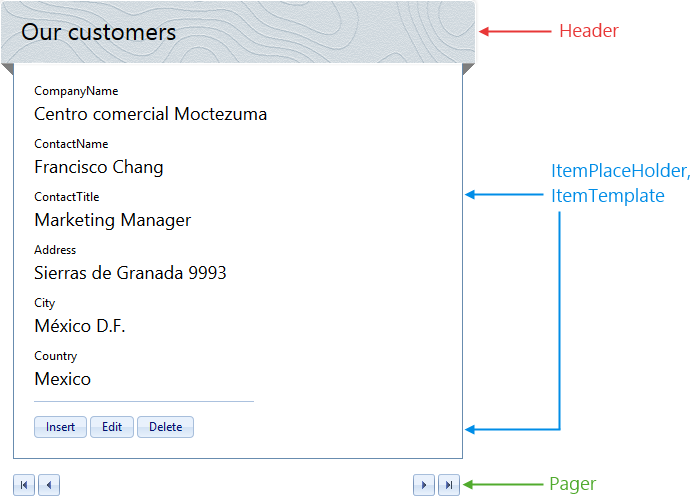 Our customers
Header
CompanyName
Centro comercial Moctezuma
ContactName
Francisco Chang
ContactTitle
Marketing Manager
Address
Sierras de Granada 9993
City
México D.F.
Country
Mexico
Insert Edit Delete
ItemPlaceHolder,
ItemTemplate
Pager